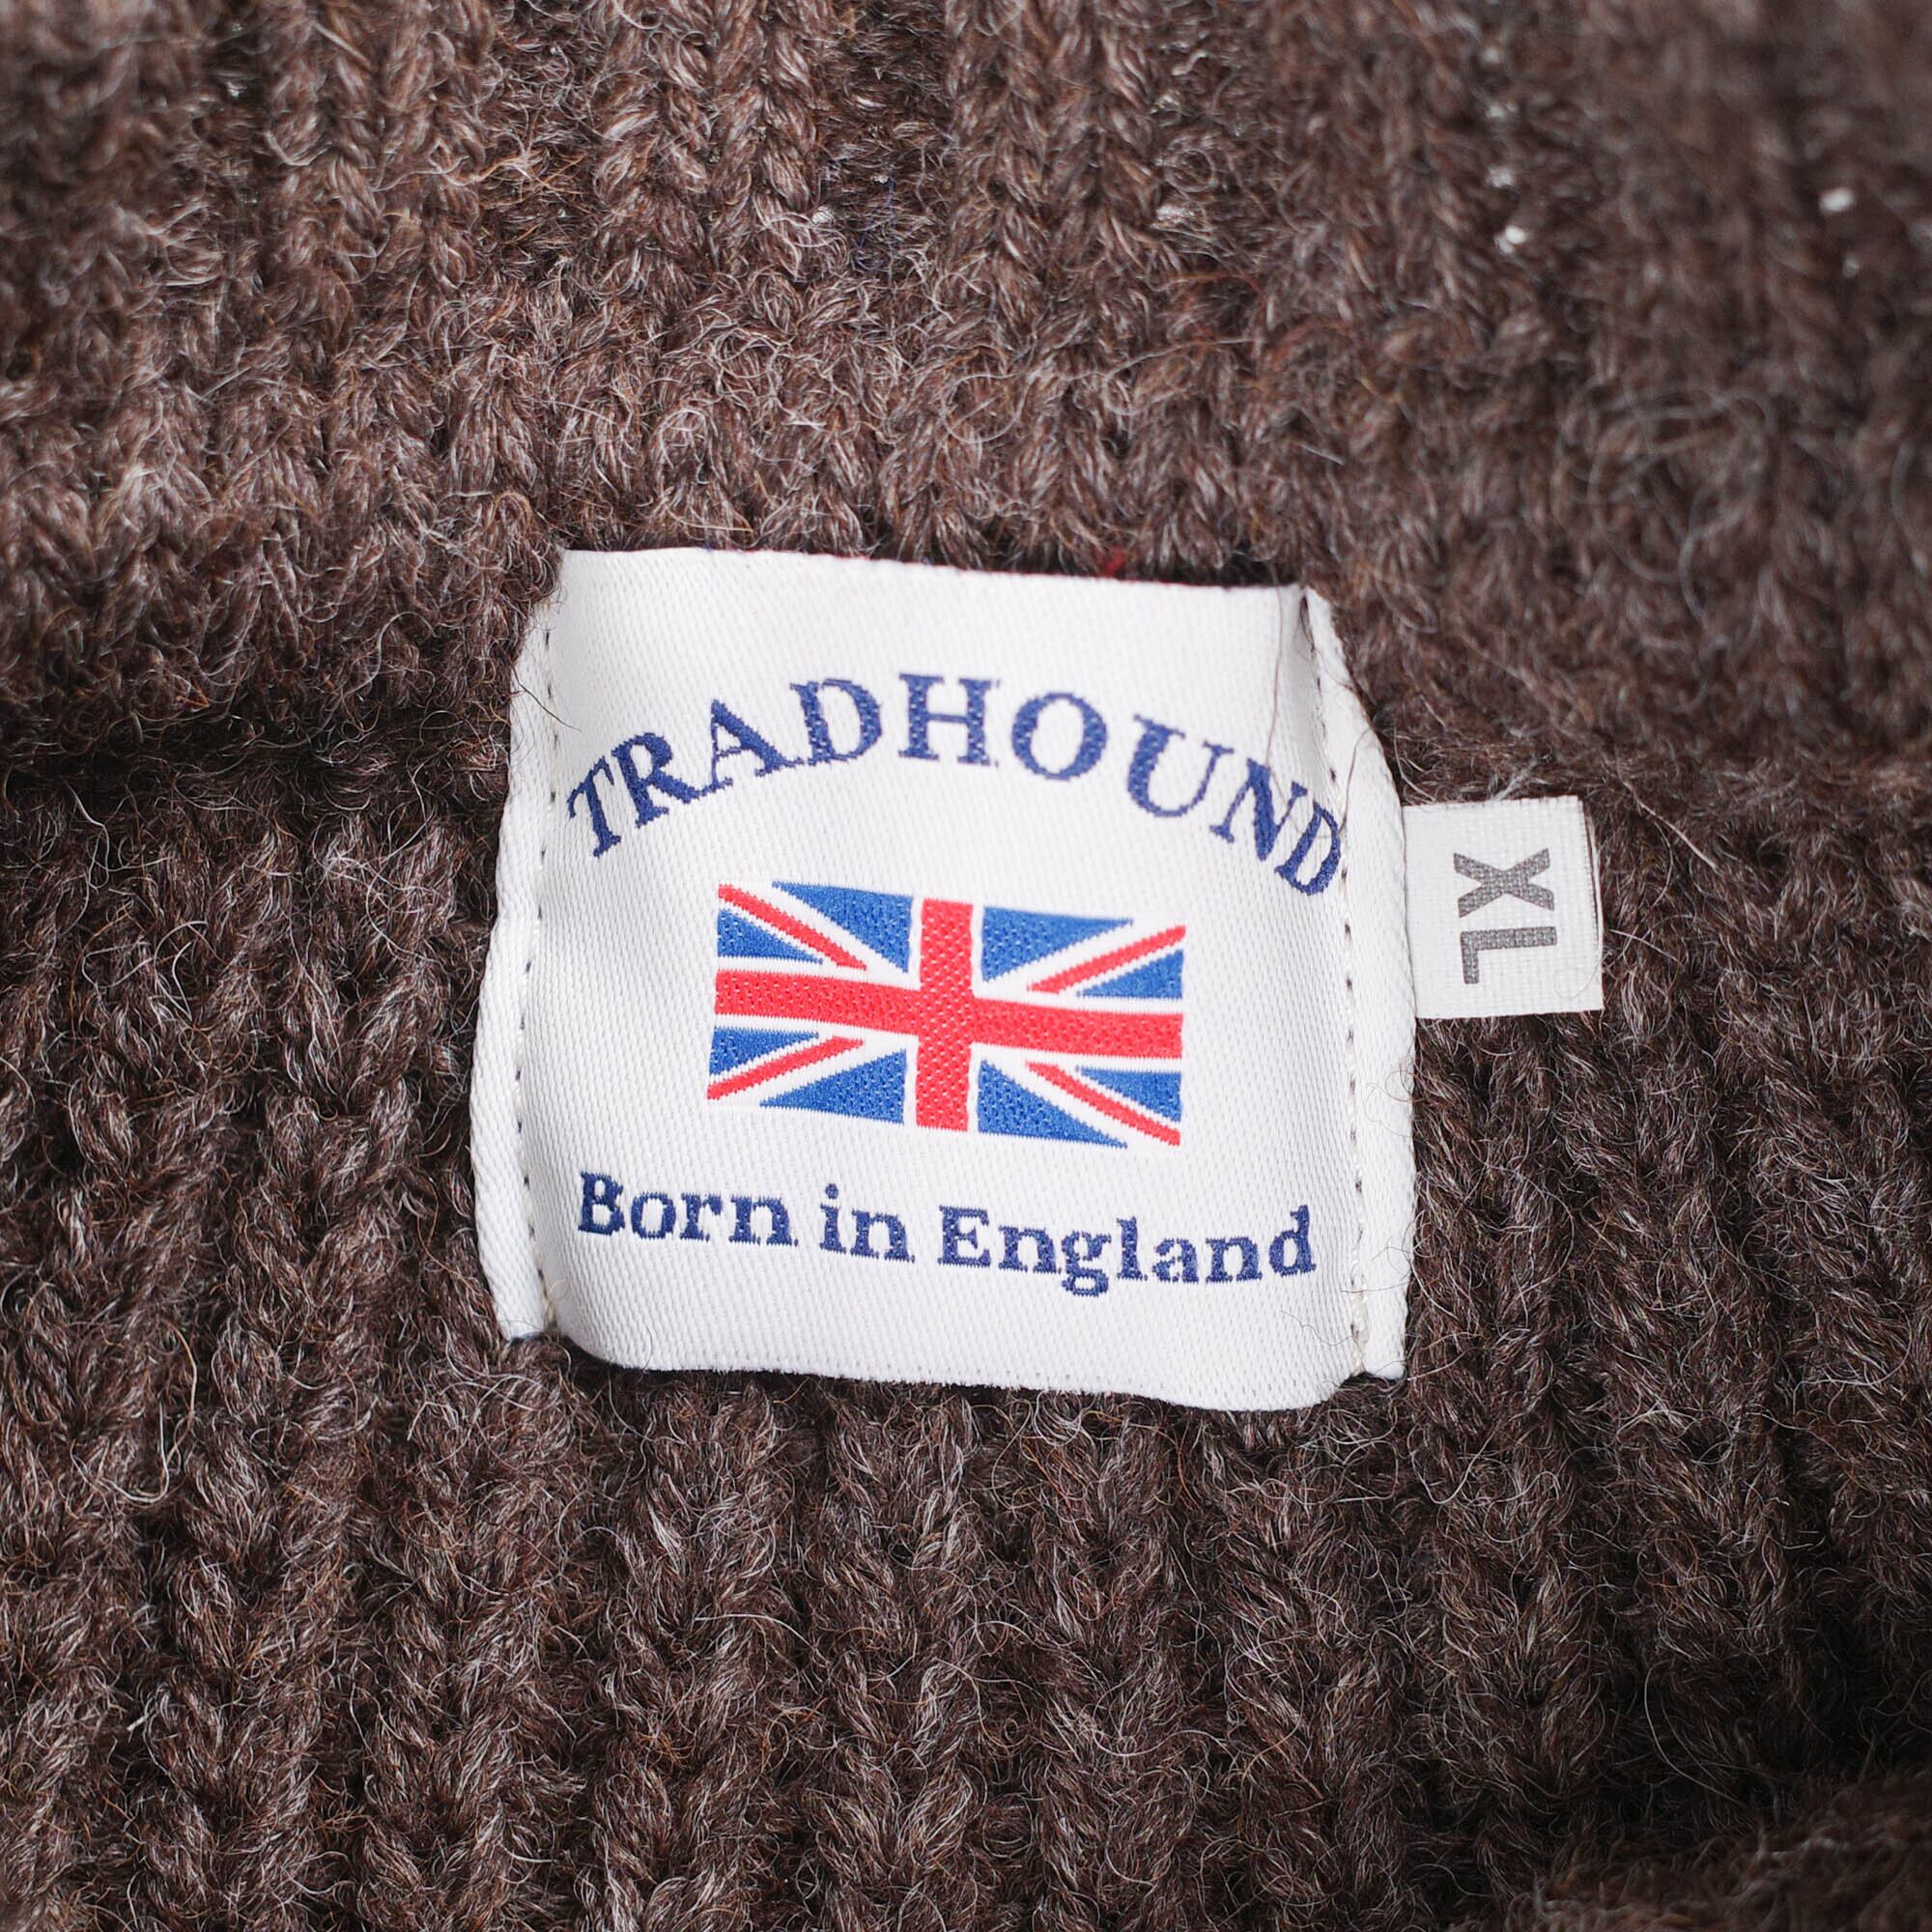 TRADHOUND
XL
Born in England